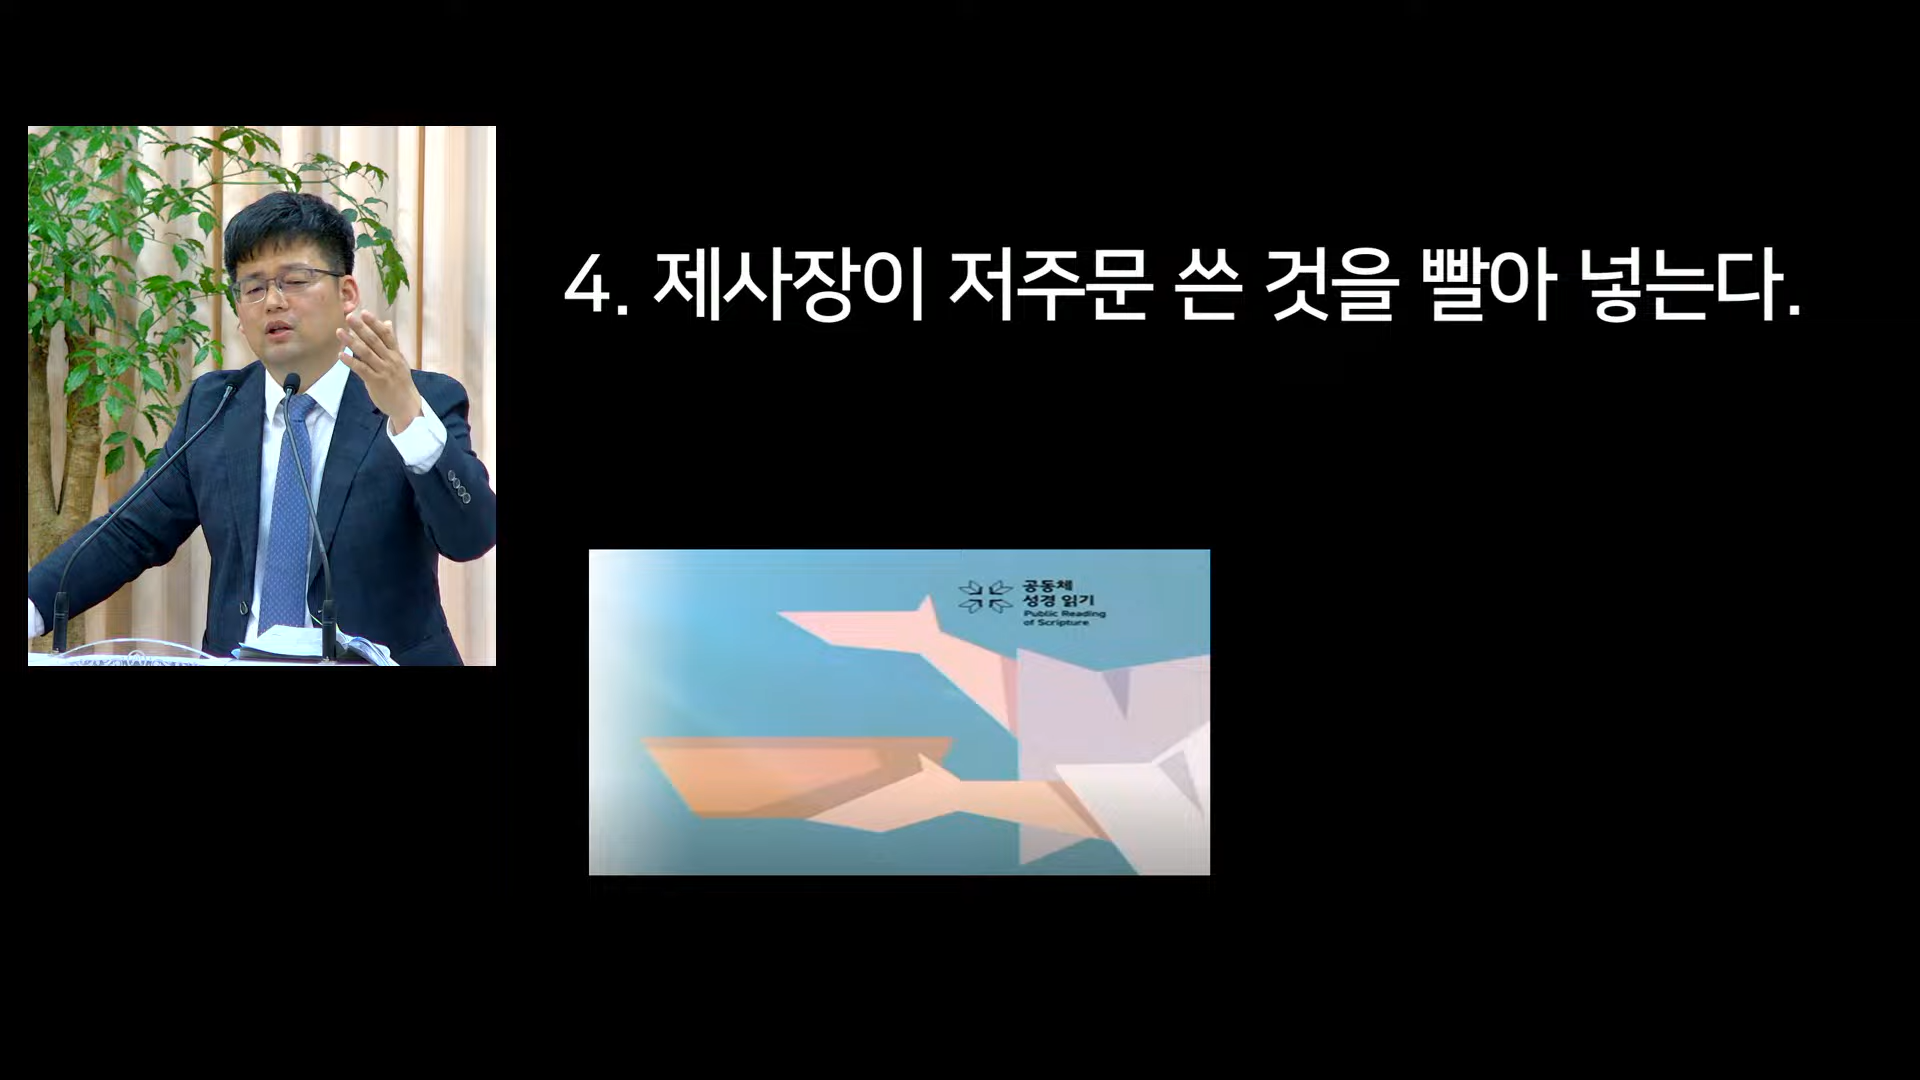 4. 제사장이 저주문 쓴 것을 빨아 넣는다.
공동체
성경 읽기
Public Reading
of Scripture